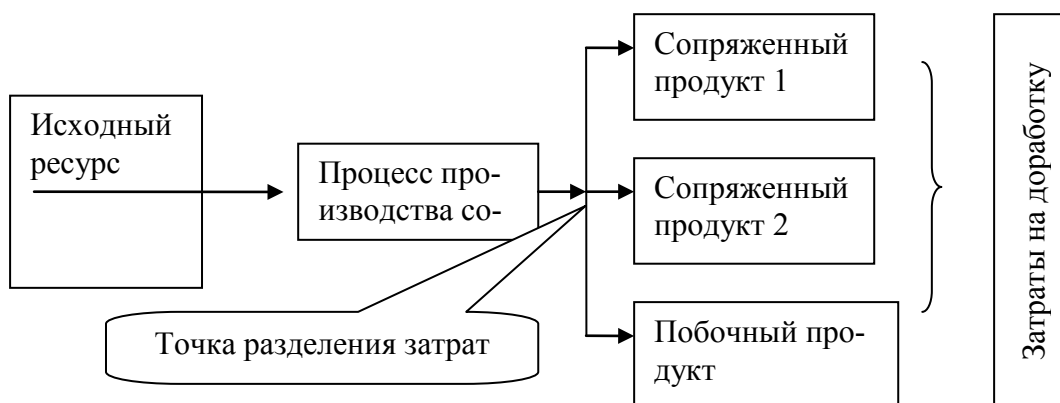 Исходный
ресурс
Процесс про-
изводства со-
Точка разделения затрат
Сопряженный
продукт 1
Сопряженный
продукт 2
Побочный про-
дукт
Затраты на доработку